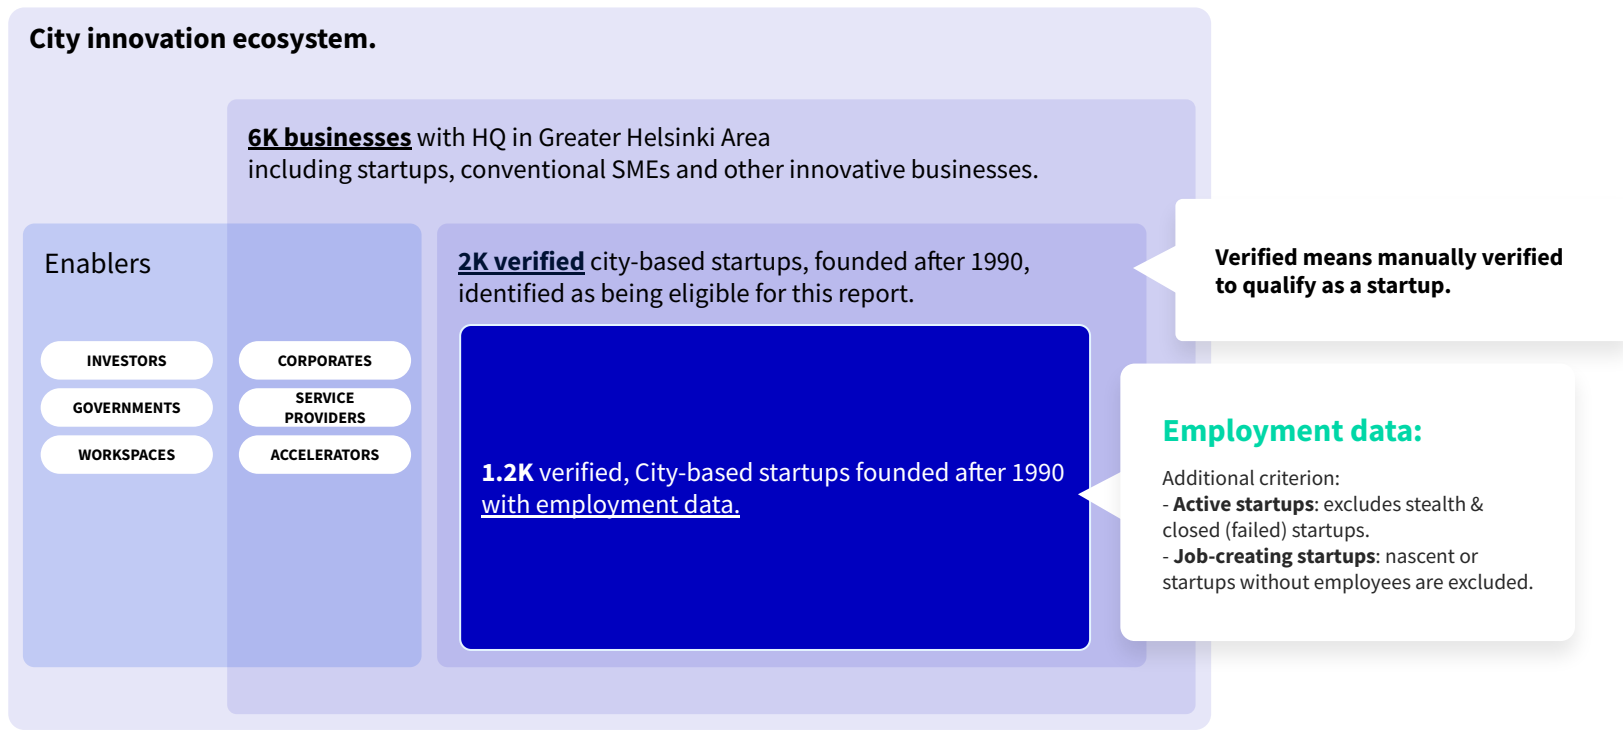 City innovation ecosystem.
6K businesses with HQ in Greater Helsinki Area
including startups, conventional SMEs and other innovative businesses.
Enablers
INVESTORS
GOVERNMENTS
WORKSPACES
CORPORATES
SERVICE
PROVIDERS
ACCELERATORS
2K verified city-based startups, founded after 1990,
identified as being eligible for this report.
1.2K verified, City-based startups founded after 1990
with employment data.
Verified means manually verified
to qualify as a startup.
Employment data:
Additional criterion:
- Active startups: excludes stealth &
closed (failed) startups.
- Job-creating startups: nascent or
startups without employees are excluded.